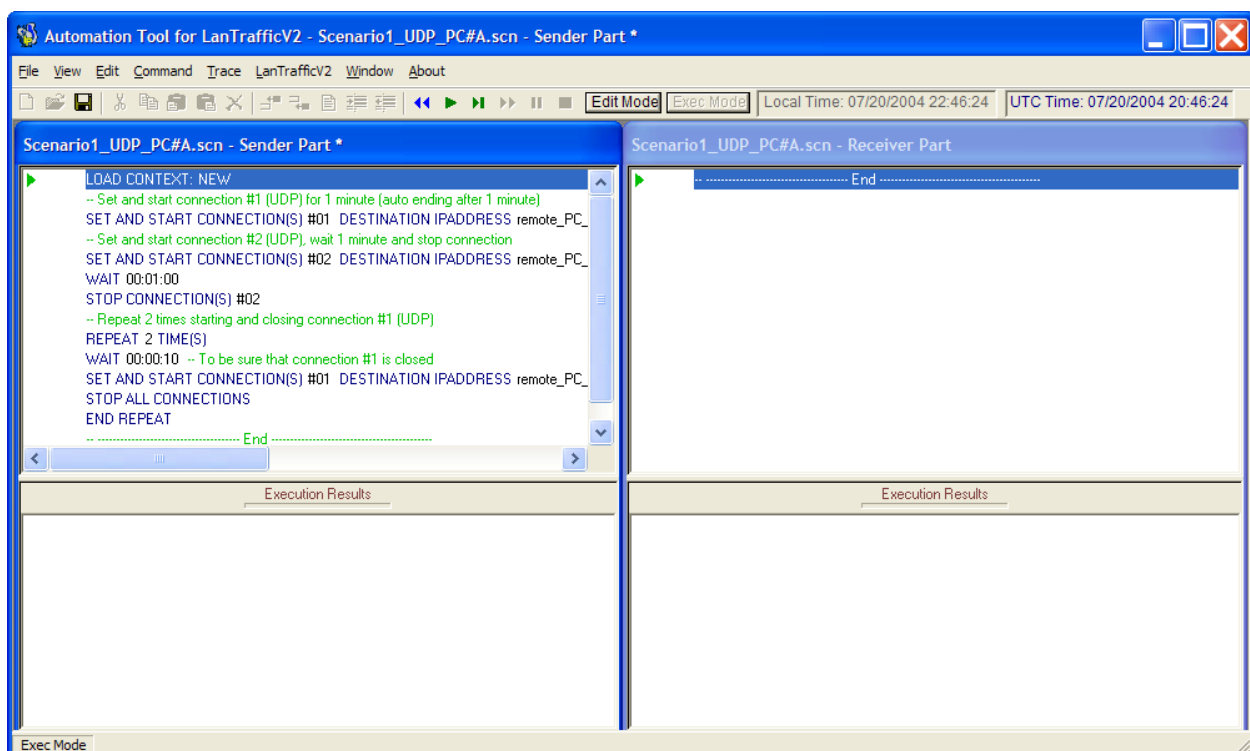 Automation Tool for LanTrafficV2 - Scenario1_UDP_PC#A.scn - Sender Part *
File View Edit Command Trace LanTrafficV2 Window About
Edit Mode Exec Mode Local Time: 07/20/2004 22:46:24 UTC Time: 07/20/2004 20:46:24
Scenario1_UDP_PC#A.scn - Sender Part *
LOAD CONTEXT: NEW
-- Set and start connection #1 (UDP) for 1 minute (auto ending after 1 minute)
SET AND START CONNECTION(S) #01 DESTINATION IPADDRESS remote_PC_
-- Set and start connection #2 (UDP), wait 1 minute and stop connection
SET AND START CONNECTION(S) #02 DESTINATION IPADDRESS remote_PC_
WAIT 00:01:00
STOP CONNECTION(S) #02
-- Repeat 2 times starting and closing connection #1 (UDP)
REPEAT 2 TIME(S)
WAIT 00:00:10 -- To be sure that connection #1 is closed
SET AND START CONNECTION(S) #01 DESTINATION IPADDRESS remote_PC_
STOP ALL CONNECTIONS
END REPEAT
-- ------------------------------------ End ------------------------------------------
Execution Results
Scenario1_UDP_PC#A.scn - Receiver Part
-- ------------------------------------ End ------------------------------------------
Execution Results
Exec Mode